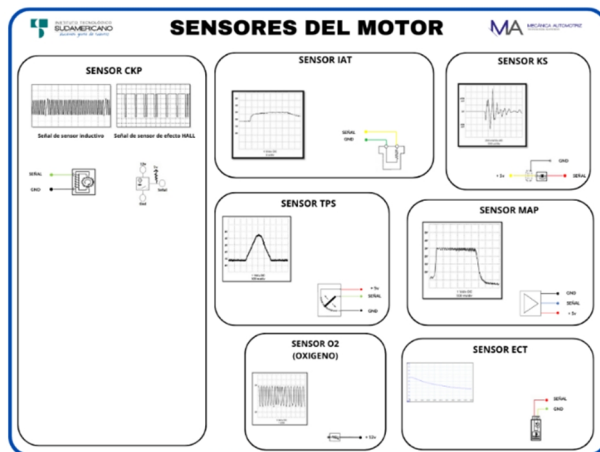 INSTITUTO TECNOLÓGICO
SUDAMERICANO
SENSORES DEL MOTOR
MA
MECÁNICA AUTOMOTRIZ
SENSOR CKP
Señal de sensor inductivo
Señal de sensor de efecto HALL
SEÑAL
GND
SENSOR IAT
SEÑAL
GND
SENSOR KS
GND
+ 5v
SEÑAL
SENSOR TPS
+ 5v
SEÑAL
GND
SENSOR MAP
GND
SEÑAL
+ 5v
SENSOR O2
(OXIGENO)
+ 12v
SENSOR ECT
SEÑAL
GND